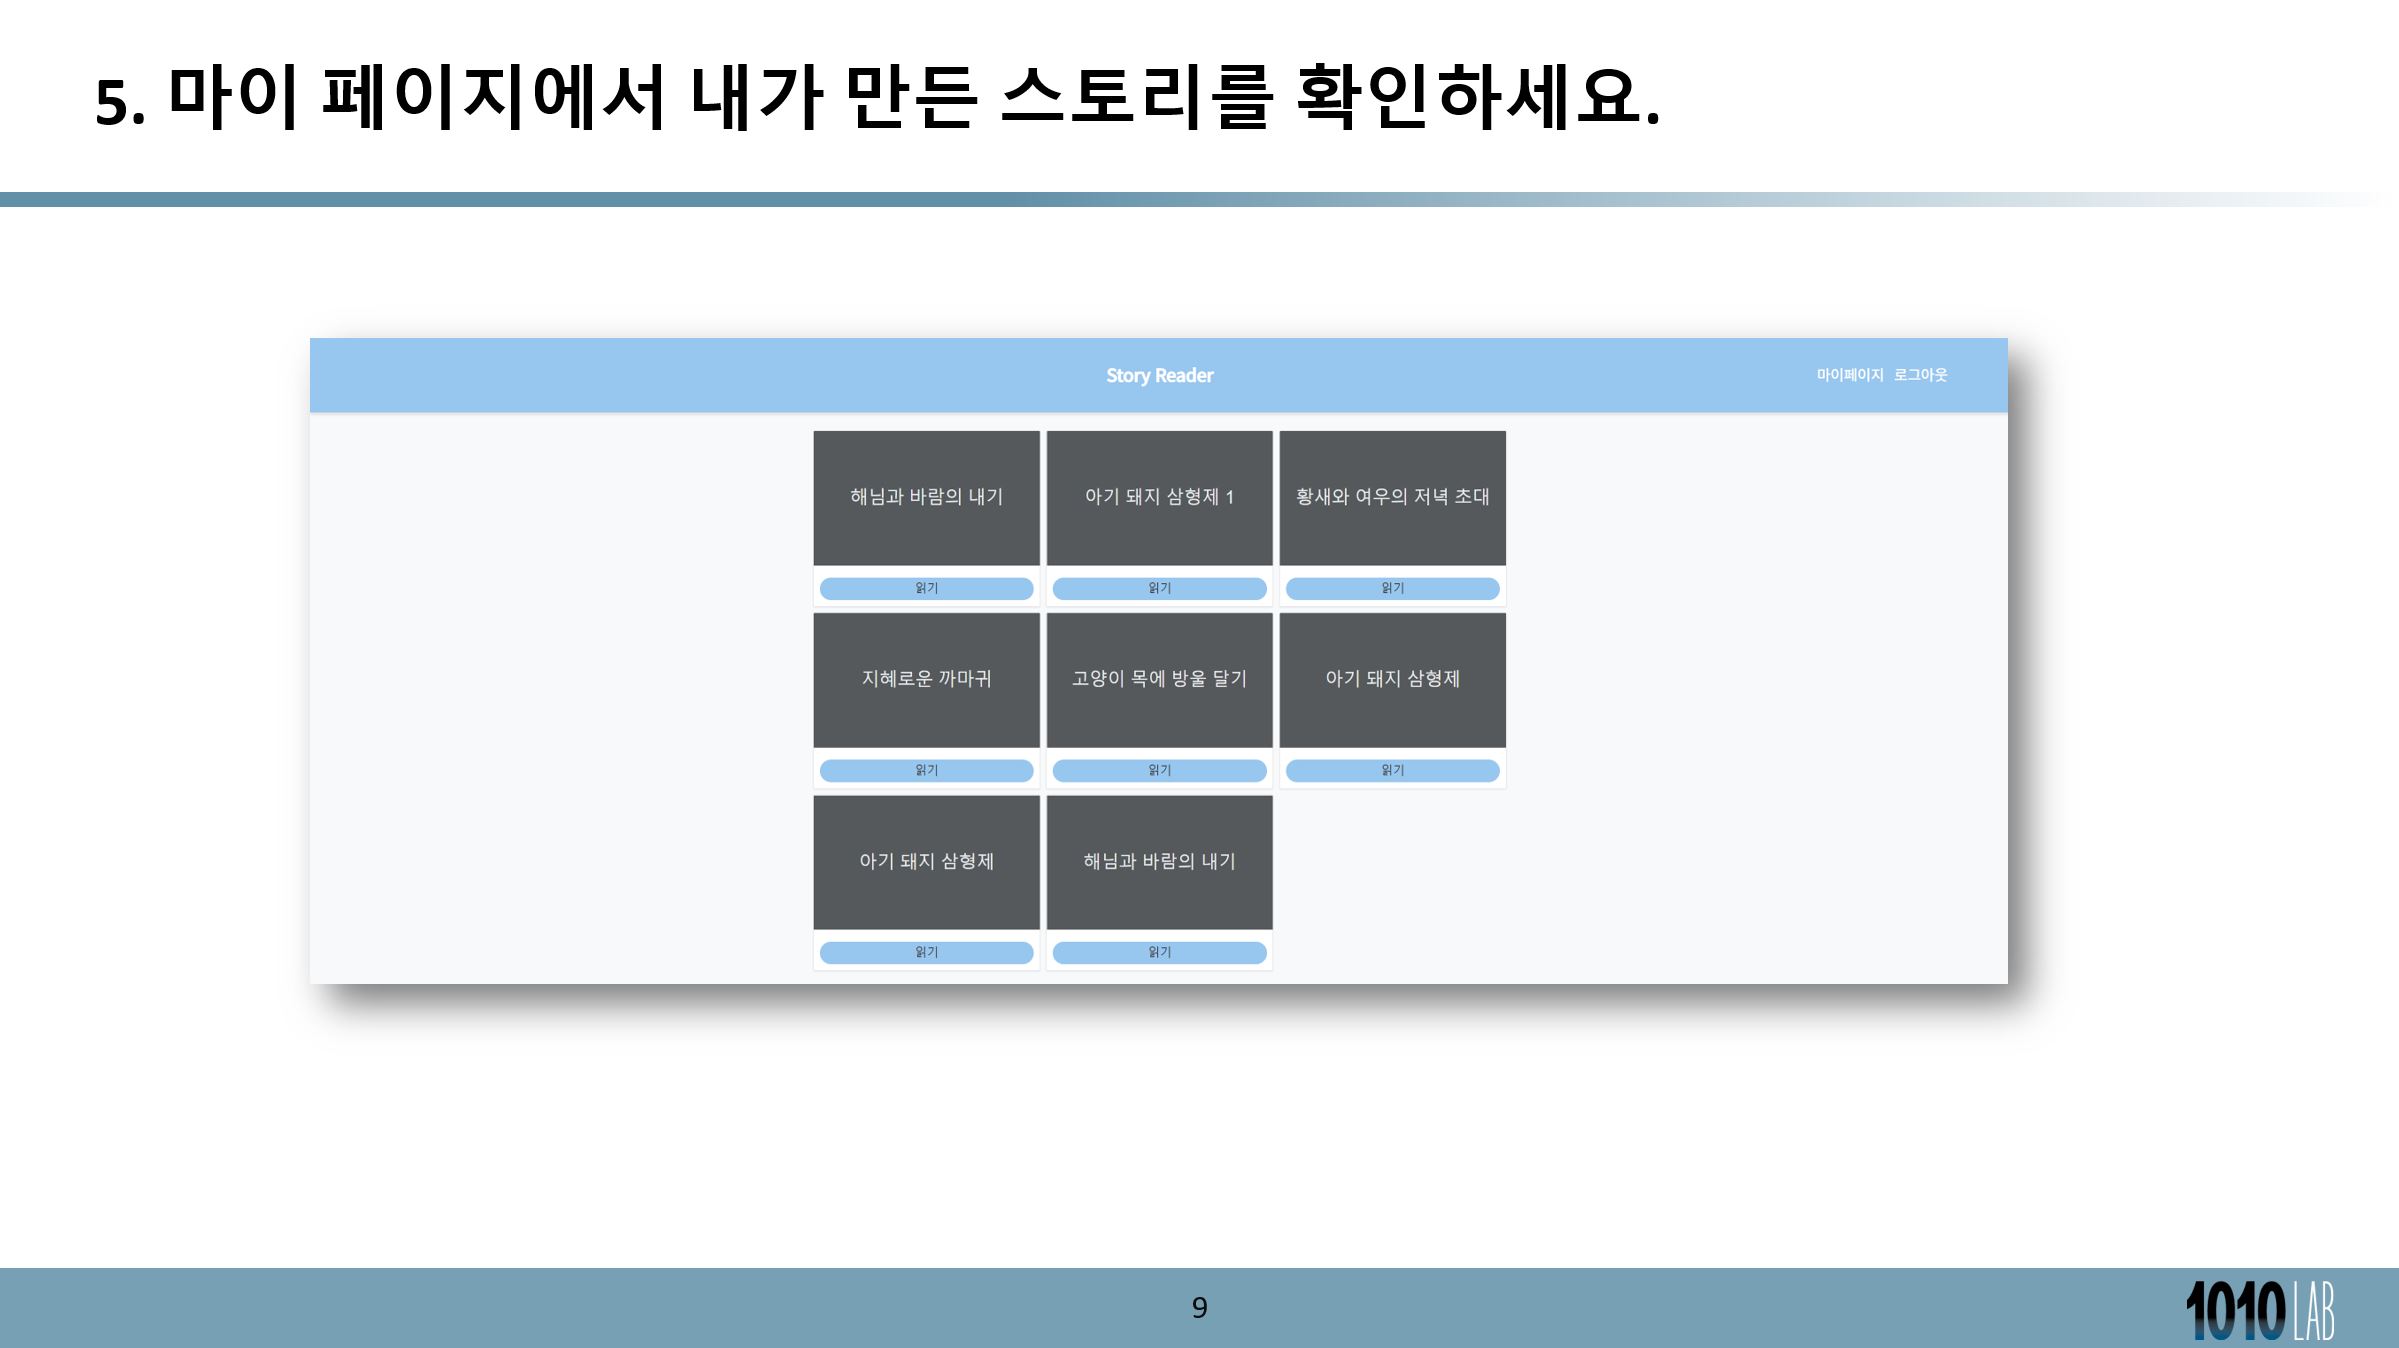 5. 마이 페이지에서 내가 만든 스토리를 확인하세요.
Story Reader
마이페이지 로그아웃
해님과 바람의 내기
아기 돼지 삼형제 1
황새와 여우의 저녁 초대
읽기
읽기
읽기
지혜로운 까마귀
고양이 목에 방울 달기
아기 돼지 삼형제
읽기
읽기
읽기
아기 돼지 삼형제
해님과 바람의 내기
읽기
읽기
9
1010 LAB